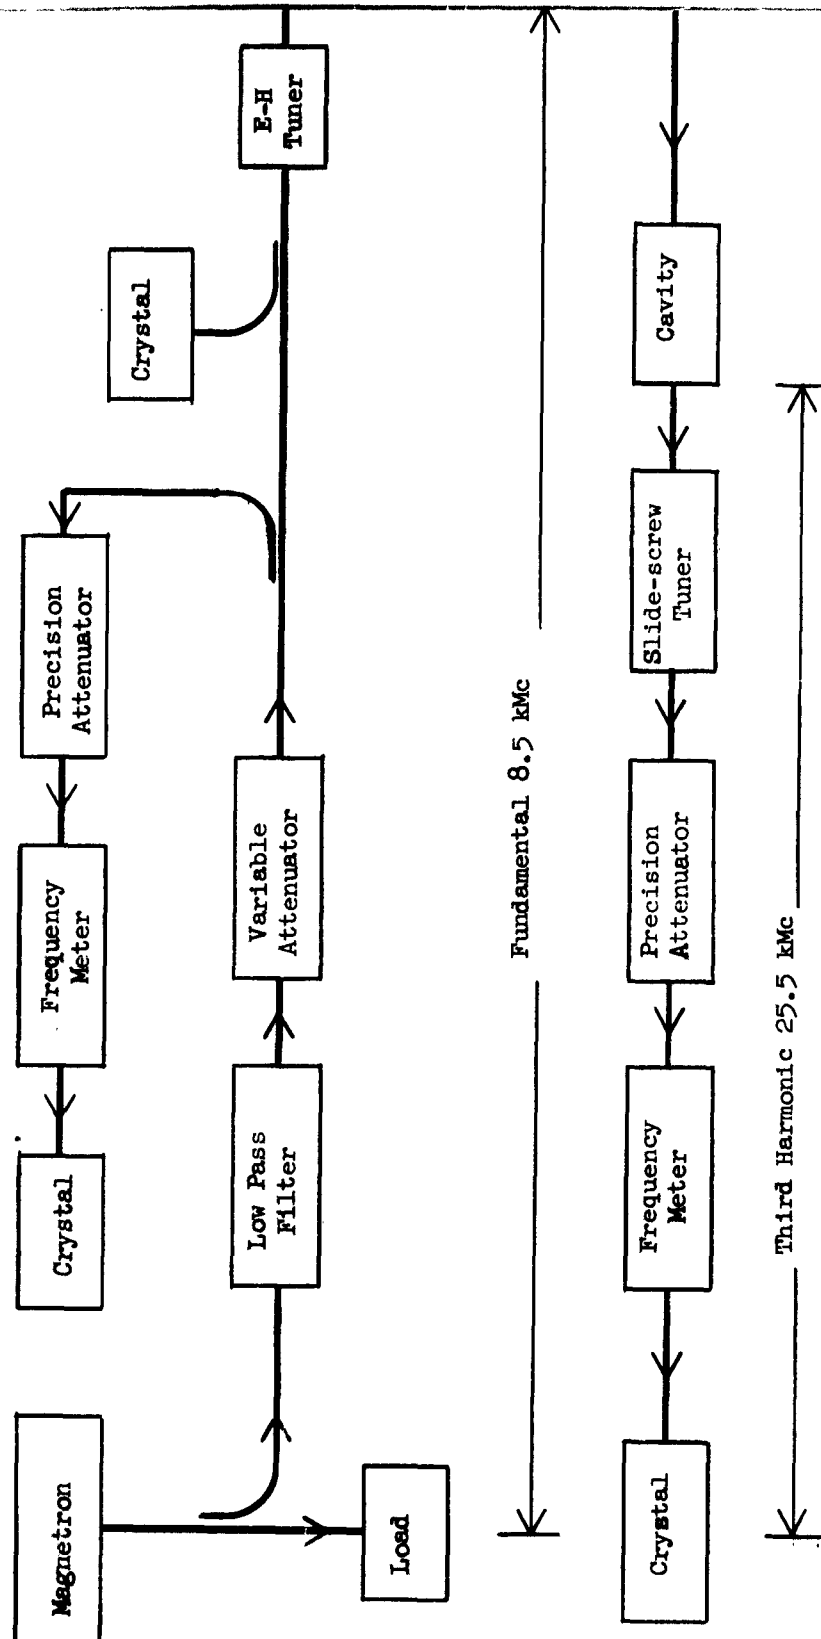 Magnetron
Load
Low Pass
Filter
Variable
Attenuator
Crystal
Frequency
Meter
Precision
Attenuator
Crystal
E-H
Tuner
Fundamental 8.5 kMc
Cavity
Slide-screw
Tuner
Precision
Attenuator
Frequency
Meter
Crystal
Third Harmonic 25.5 kMc